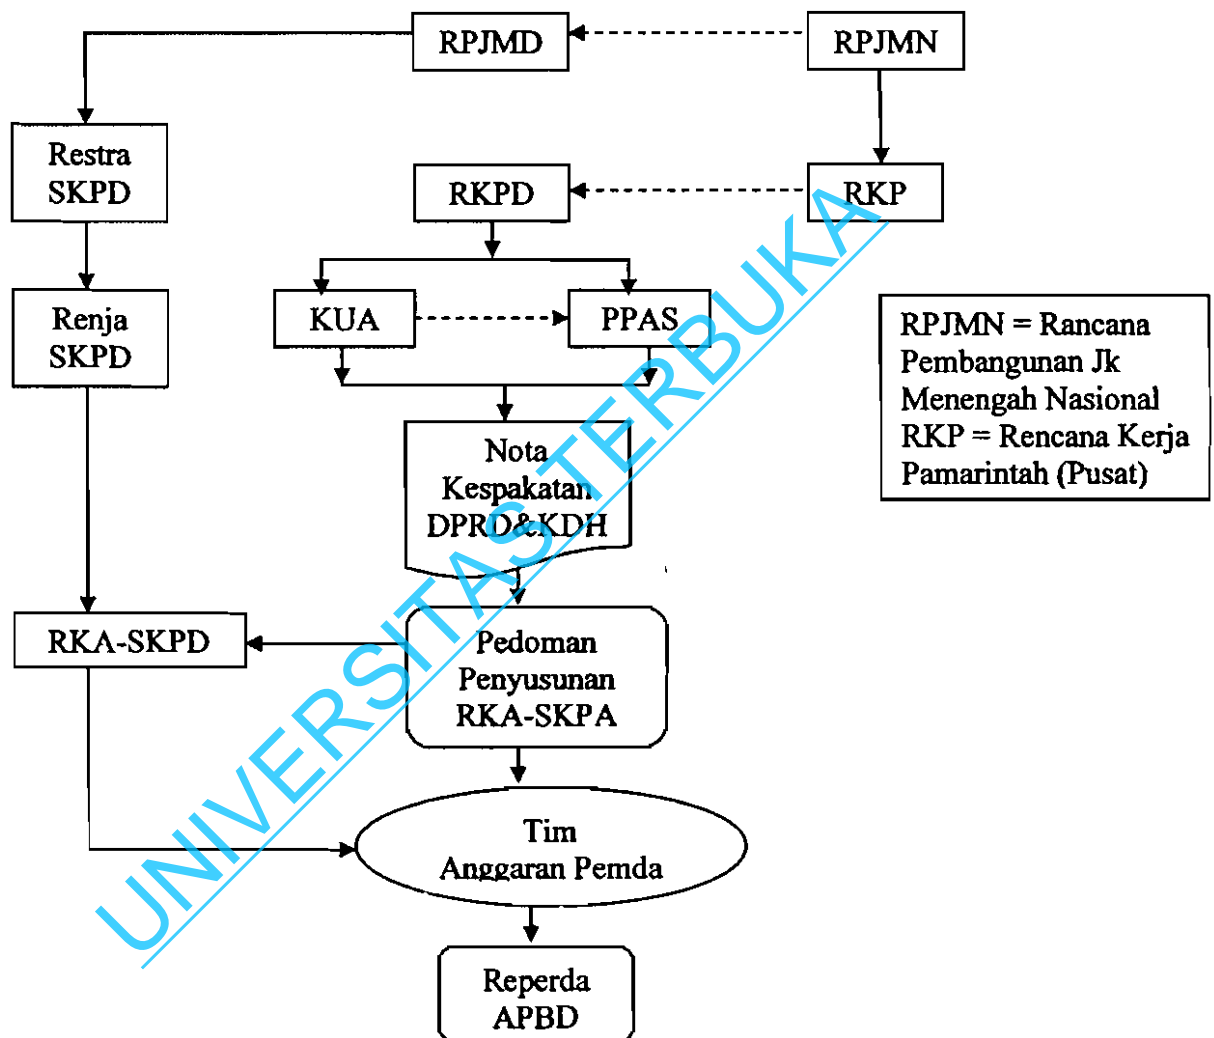 RPJMD
RPJMN
Restra
SKPD
RKPD
RKP
Renja
SKPD
KUA
PPAS
RPJMN = Rancana
Pembangunan Jk
Menengah Nasional
RKP = Rencana Kerja
Pamarintah (Pusat)
Nota
Kespakatan
DPRD&KDH
RKA-SKPD
Pedoman
Penyusunan
RKA-SKPA
Tim
Anggaran Pemda
Reperda
APBD
UNIVERSITAS TERBUKA